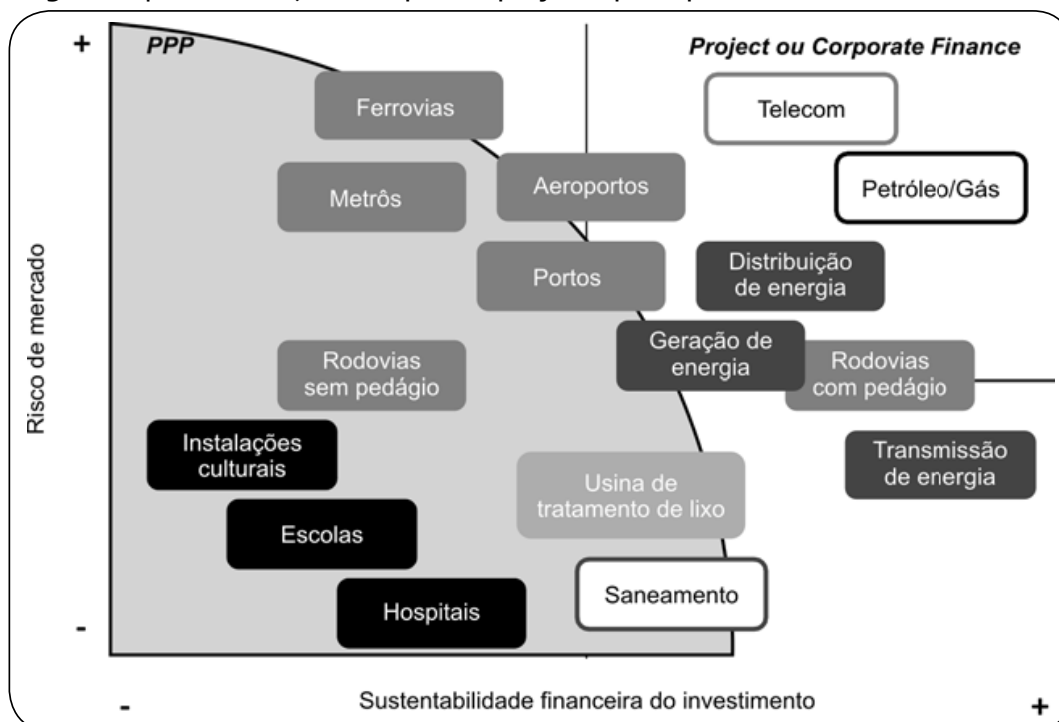 +
PPP
Project ou Corporate Finance
Ferrovias
Telecom
Metrôs
Aeroportos
Petróleo/Gás
Portos
Distribuição
de energia
Risco de mercado
Geração de
energia
Rodovias
sem pedágio
Rodovias
com pedágio
Instalações
culturais
Transmissão
de energia
Usina de
tratamento de lixo
Escolas
Saneamento
Hospitais
-
-
Sustentabilidade financeira do investimento
+